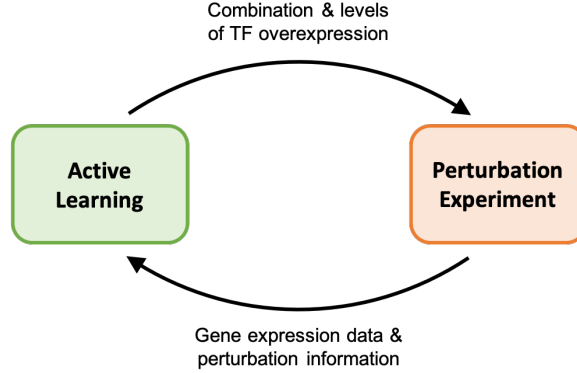 Combination & levels
of TF overexpression
Active
Learning
Perturbation
Experiment
Gene expression data &
perturbation information